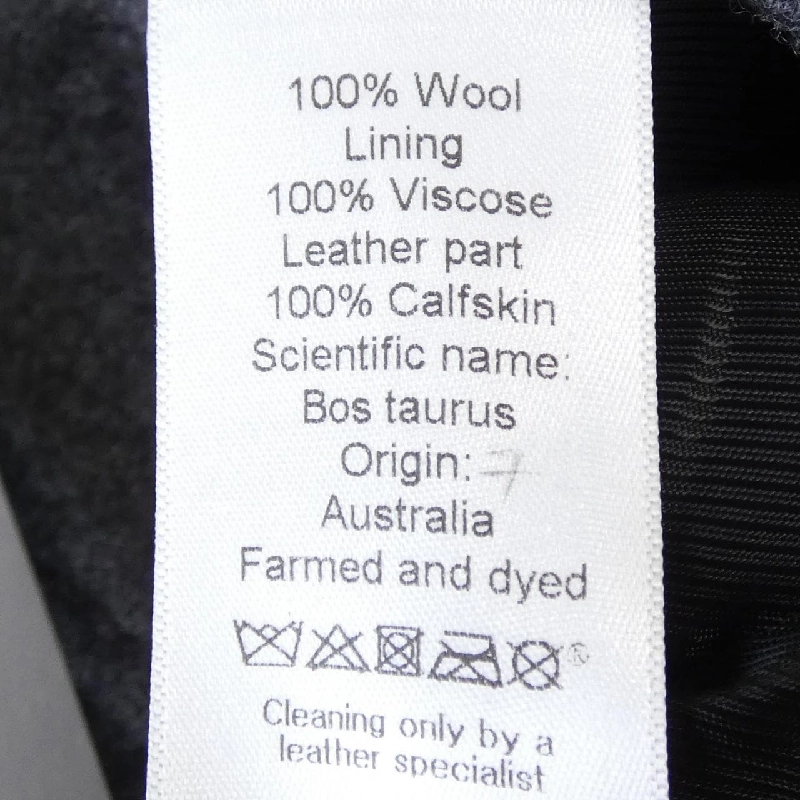 100% Wool
Lining
100% Viscose
Leather part
100% Calfskin
Scientific name:
Bos taurus
Origin: 7
Australia
Farmed and dyed
®
Cleaning only by a
leather specialist